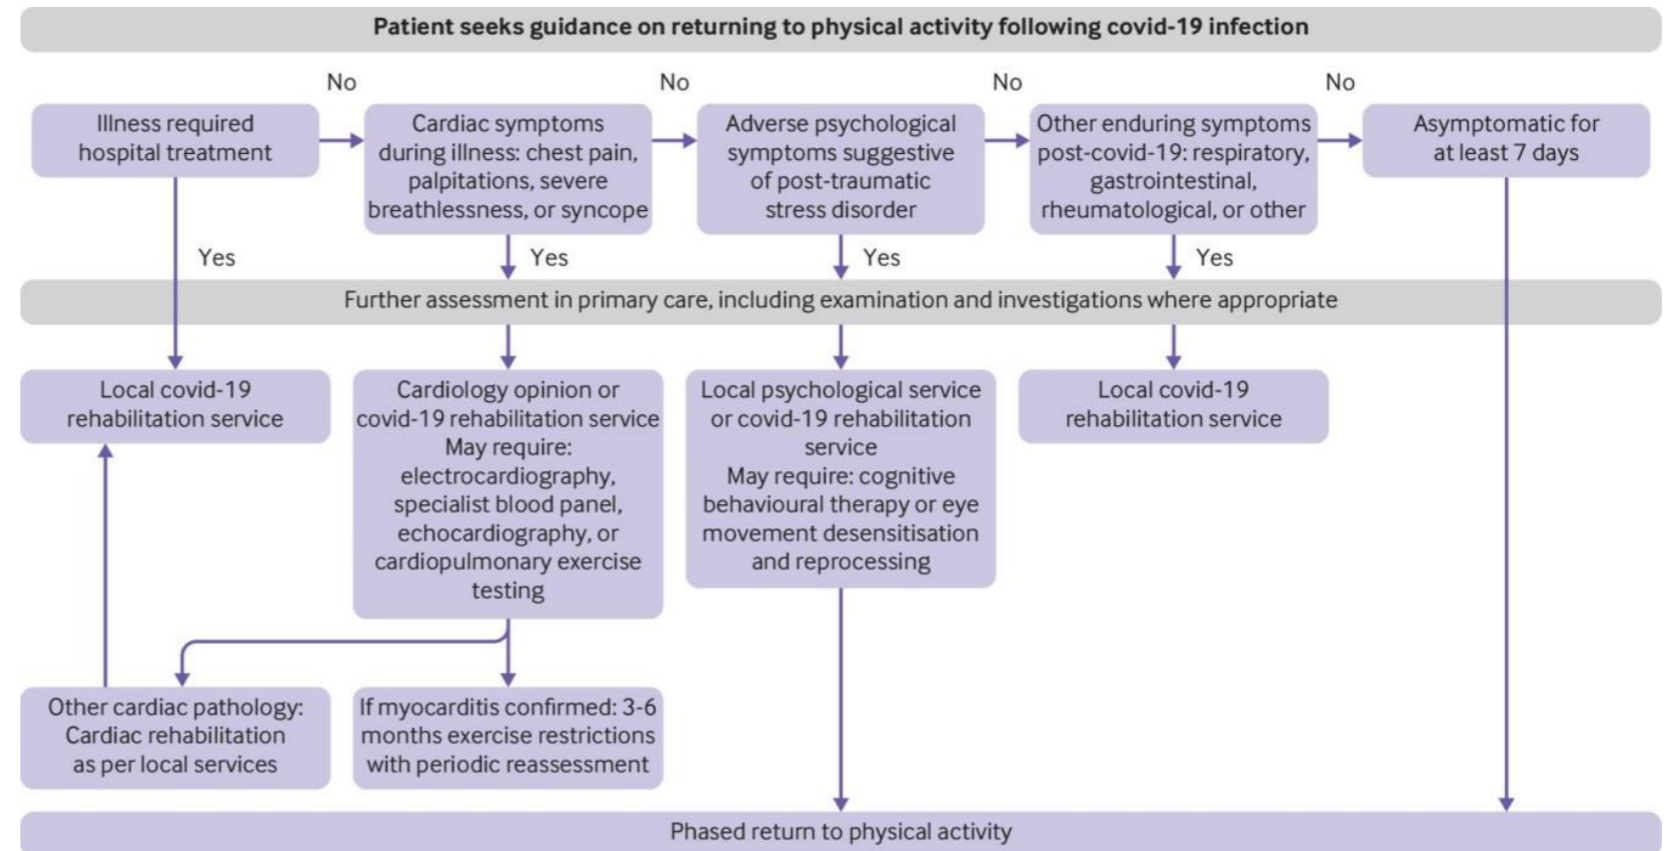 Patient seeks guidance on returning to physical activity following covid-19 infection
No
No
No
No
Illness required
hospital treatment
Cardiac symptoms
during illness: chest pain,
palpitations, severe
breathlessness, or syncope
Adverse psychological
symptoms suggestive
of post-traumatic
stress disorder
Other enduring symptoms
post-covid-19: respiratory,
gastrointestinal,
rheumatological, or other
Asymptomatic for
at least 7 days
Yes
Yes
Yes
Yes
Further assessment in primary care, including examination and investigations where appropriate
Local covid-19
rehabilitation service
Cardiology opinion or
covid-19 rehabilitation service
May require:
electrocardiography,
specialist blood panel,
echocardiography, or
cardiopulmonary exercise
testing
Local psychological service
or covid-19 rehabilitation
service
May require: cognitive
behavioural therapy or eye
movement desensitisation
and reprocessing
Local covid-19
rehabilitation service
Other cardiac pathology:
Cardiac rehabilitation
as per local services
If myocarditis confirmed: 3-6
months exercise restrictions
with periodic reassessment
Phased return to physical activity